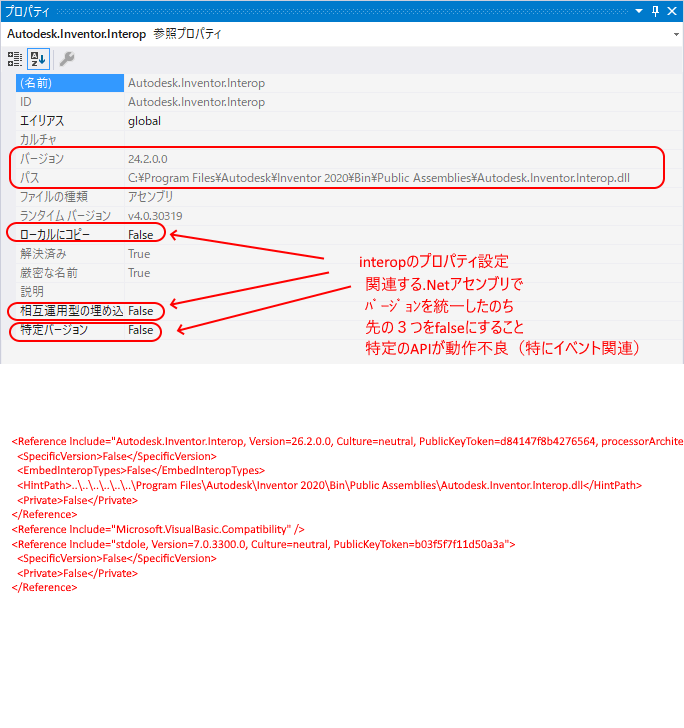 プロパティ
Autodesk.Inventor.Interop 参照プロパティ
(名前) Autodesk.Inventor.Interop
ID Autodesk.Inventor.Interop
エイリアス global
カルチャ
バージョン 24.2.0.0
パス C:¥Program Files¥Autodesk¥Inventor 2020¥Bin¥Public Assemblies¥Autodesk.Inventor.Interop.dll
ファイルの種類 アセンブリ
ランタイム バージョン v4.0.30319
ローカルにコピー False
解決済み True
厳密な名前 True
説明
相互運用型の埋め込 False
特定バージョン False
interopのプロパティ設定
関連する.Netアセンブリで
ﾊﾞｰｼﾞｮﾝを統一したのち
先の３つをfalseにすること
特定のAPIが動作不良（特にイベント関連）
<Reference Include="Autodesk.Inventor.Interop, Version=26.2.0.0, Culture=neutral, PublicKeyToken=d84147f8b4276564, processorArchite
<SpecificVersion>False</SpecificVersion>
<EmbedInteropTypes>False</EmbedInteropTypes>
<HintPath>..\..\..\..\..\..\Program Files\Autodesk\Inventor 2020\Bin\Public Assemblies\Autodesk.Inventor.Interop.dll</HintPath>
<Private>False</Private>
</Reference>
<Reference Include="Microsoft.VisualBasic.Compatibility" />
<Reference Include="stdole, Version=7.0.3300.0, Culture=neutral, PublicKeyToken=b03f5f7f11d50a3a">
<SpecificVersion>False</SpecificVersion>
<Private>False</Private>
</Reference>